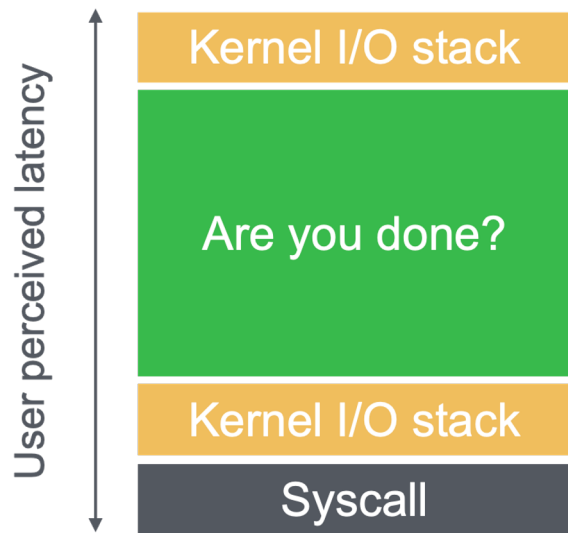 User perceived latency
Kernel I/O stack
Are you done?
Kernel I/O stack
Syscall